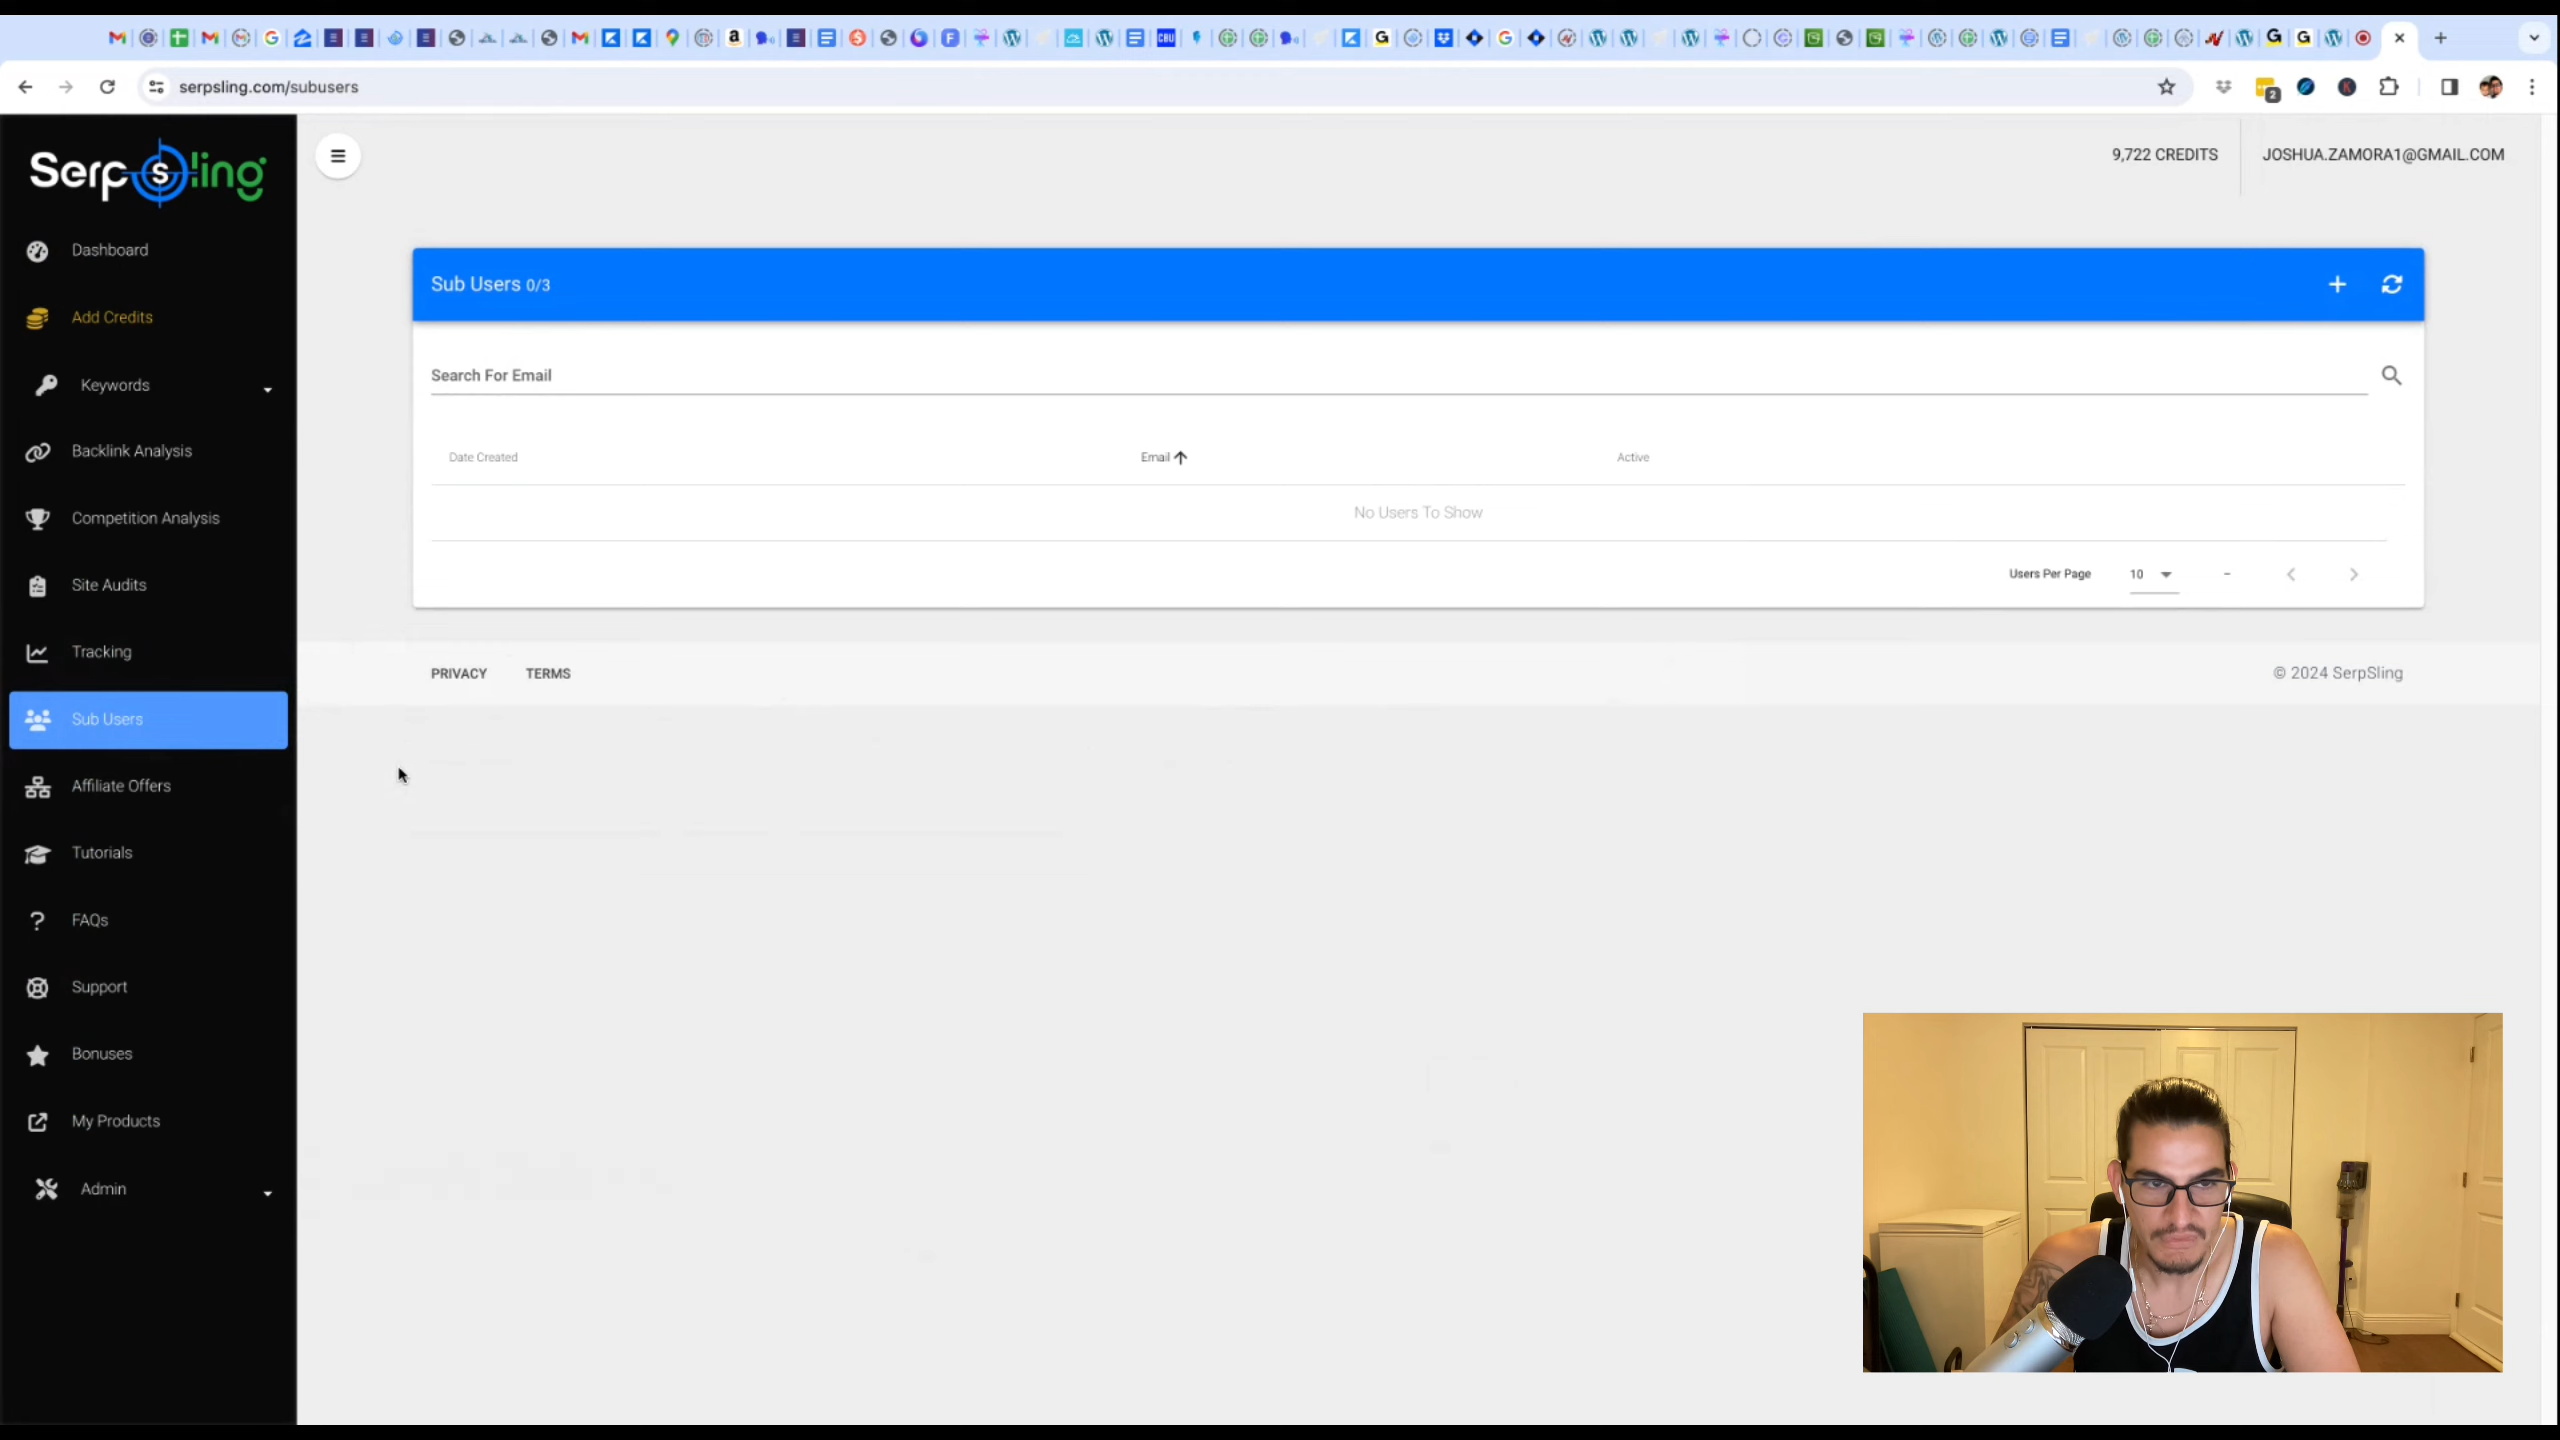 serpsling.com/subusers
2
Serpsling
9,722 CREDITS
JOSHUA.ZAMORA1@GMAIL.COM
Dashboard
Add Credits
Keywords
Backlink Analysis
Competition Analysis
Site Audits
Tracking
Sub Users
Affiliate Offers
Tutorials
FAQs
Support
Bonuses
My Products
Admin
Sub Users 0/3
Search For Email
Date Created
Email
Active
No Users To Show
Users Per Page
10
–
PRIVACY
TERMS
© 2024 SerpSling